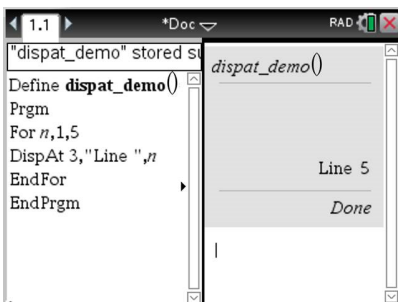 1.1 *Doc RAD
"dispat_demo" stored su
Define dispat_demo()
Prgm
For n,1,5
DispAt 3,"Line ",n
EndFor
EndPrgm
dispat_demo()
Line 5
Done